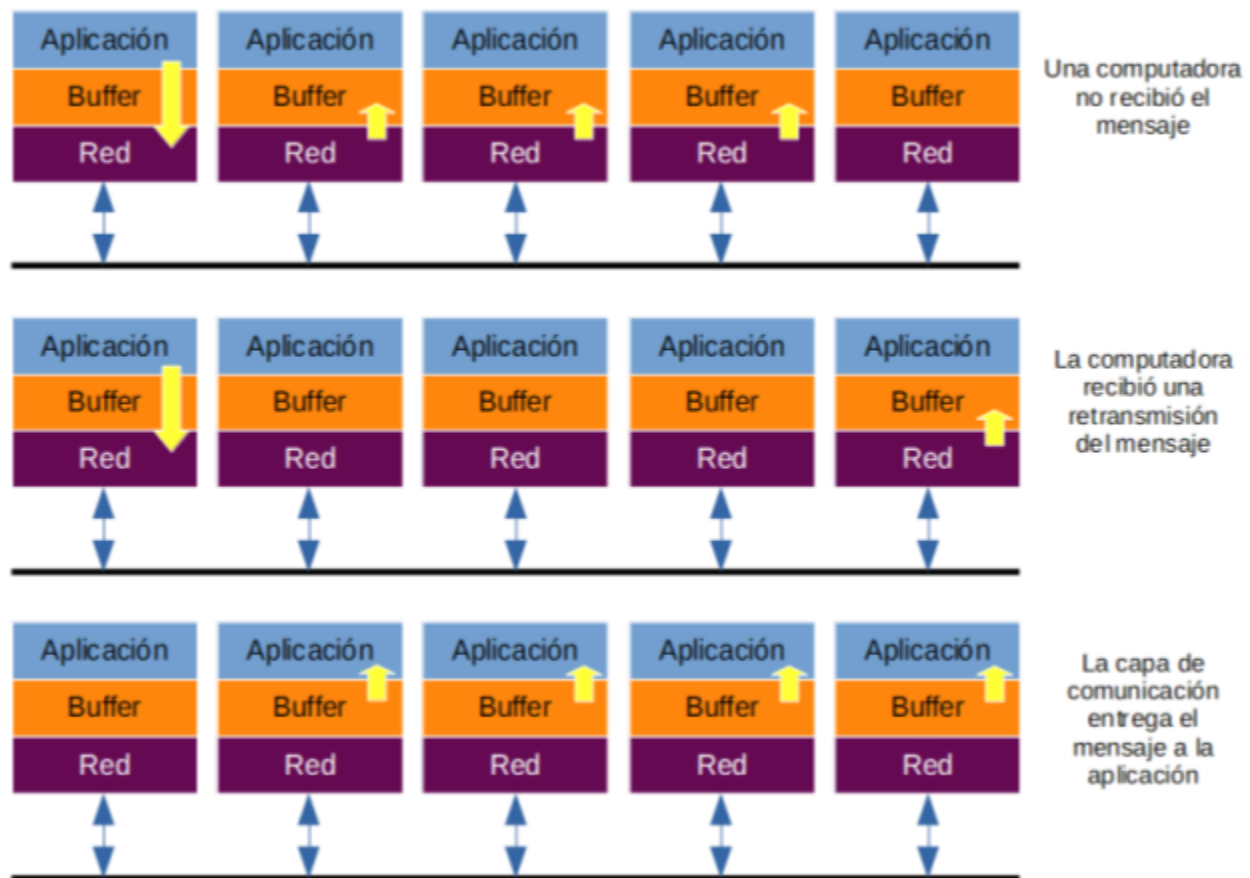 Aplicación Aplicación Aplicación Aplicación Aplicación
Buffer Buffer Buffer Buffer Buffer
Red Red Red Red Red
Una computadora
no recibió el
mensaje
Aplicación Aplicación Aplicación Aplicación Aplicación
Buffer Buffer Buffer Buffer Buffer
Red Red Red Red Red
La computadora
recibió una
retransmisión
del mensaje
Aplicación Aplicación Aplicación Aplicación Aplicación
Buffer Buffer Buffer Buffer Buffer
Red Red Red Red Red
La capa de
comunicación
entrega el
mensaje a la
aplicación